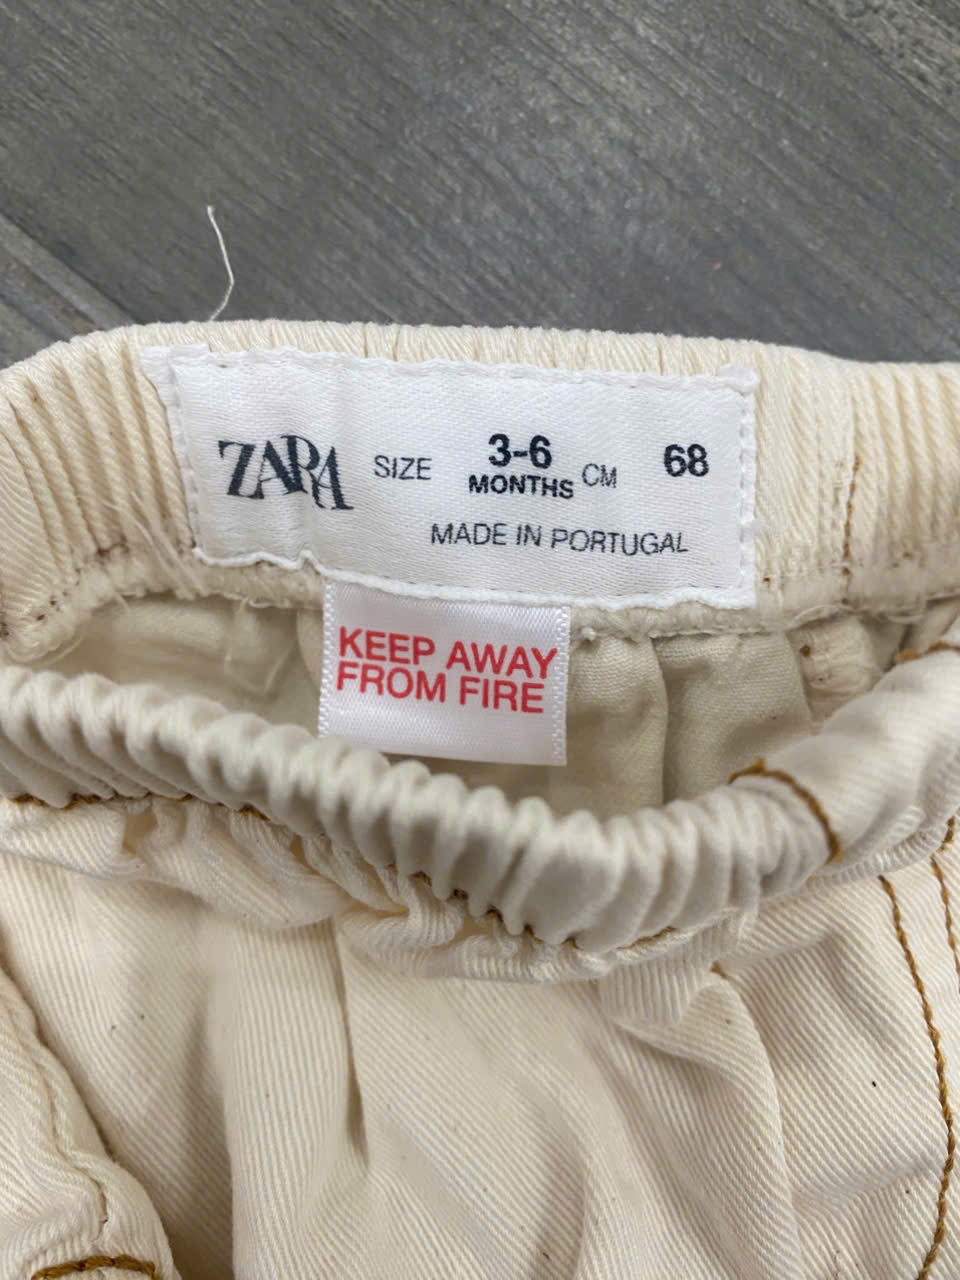 ZARA SIZE 3-6 MONTHS CM 68
MADE IN PORTUGAL
KEEP AWAY
FROM FIRE